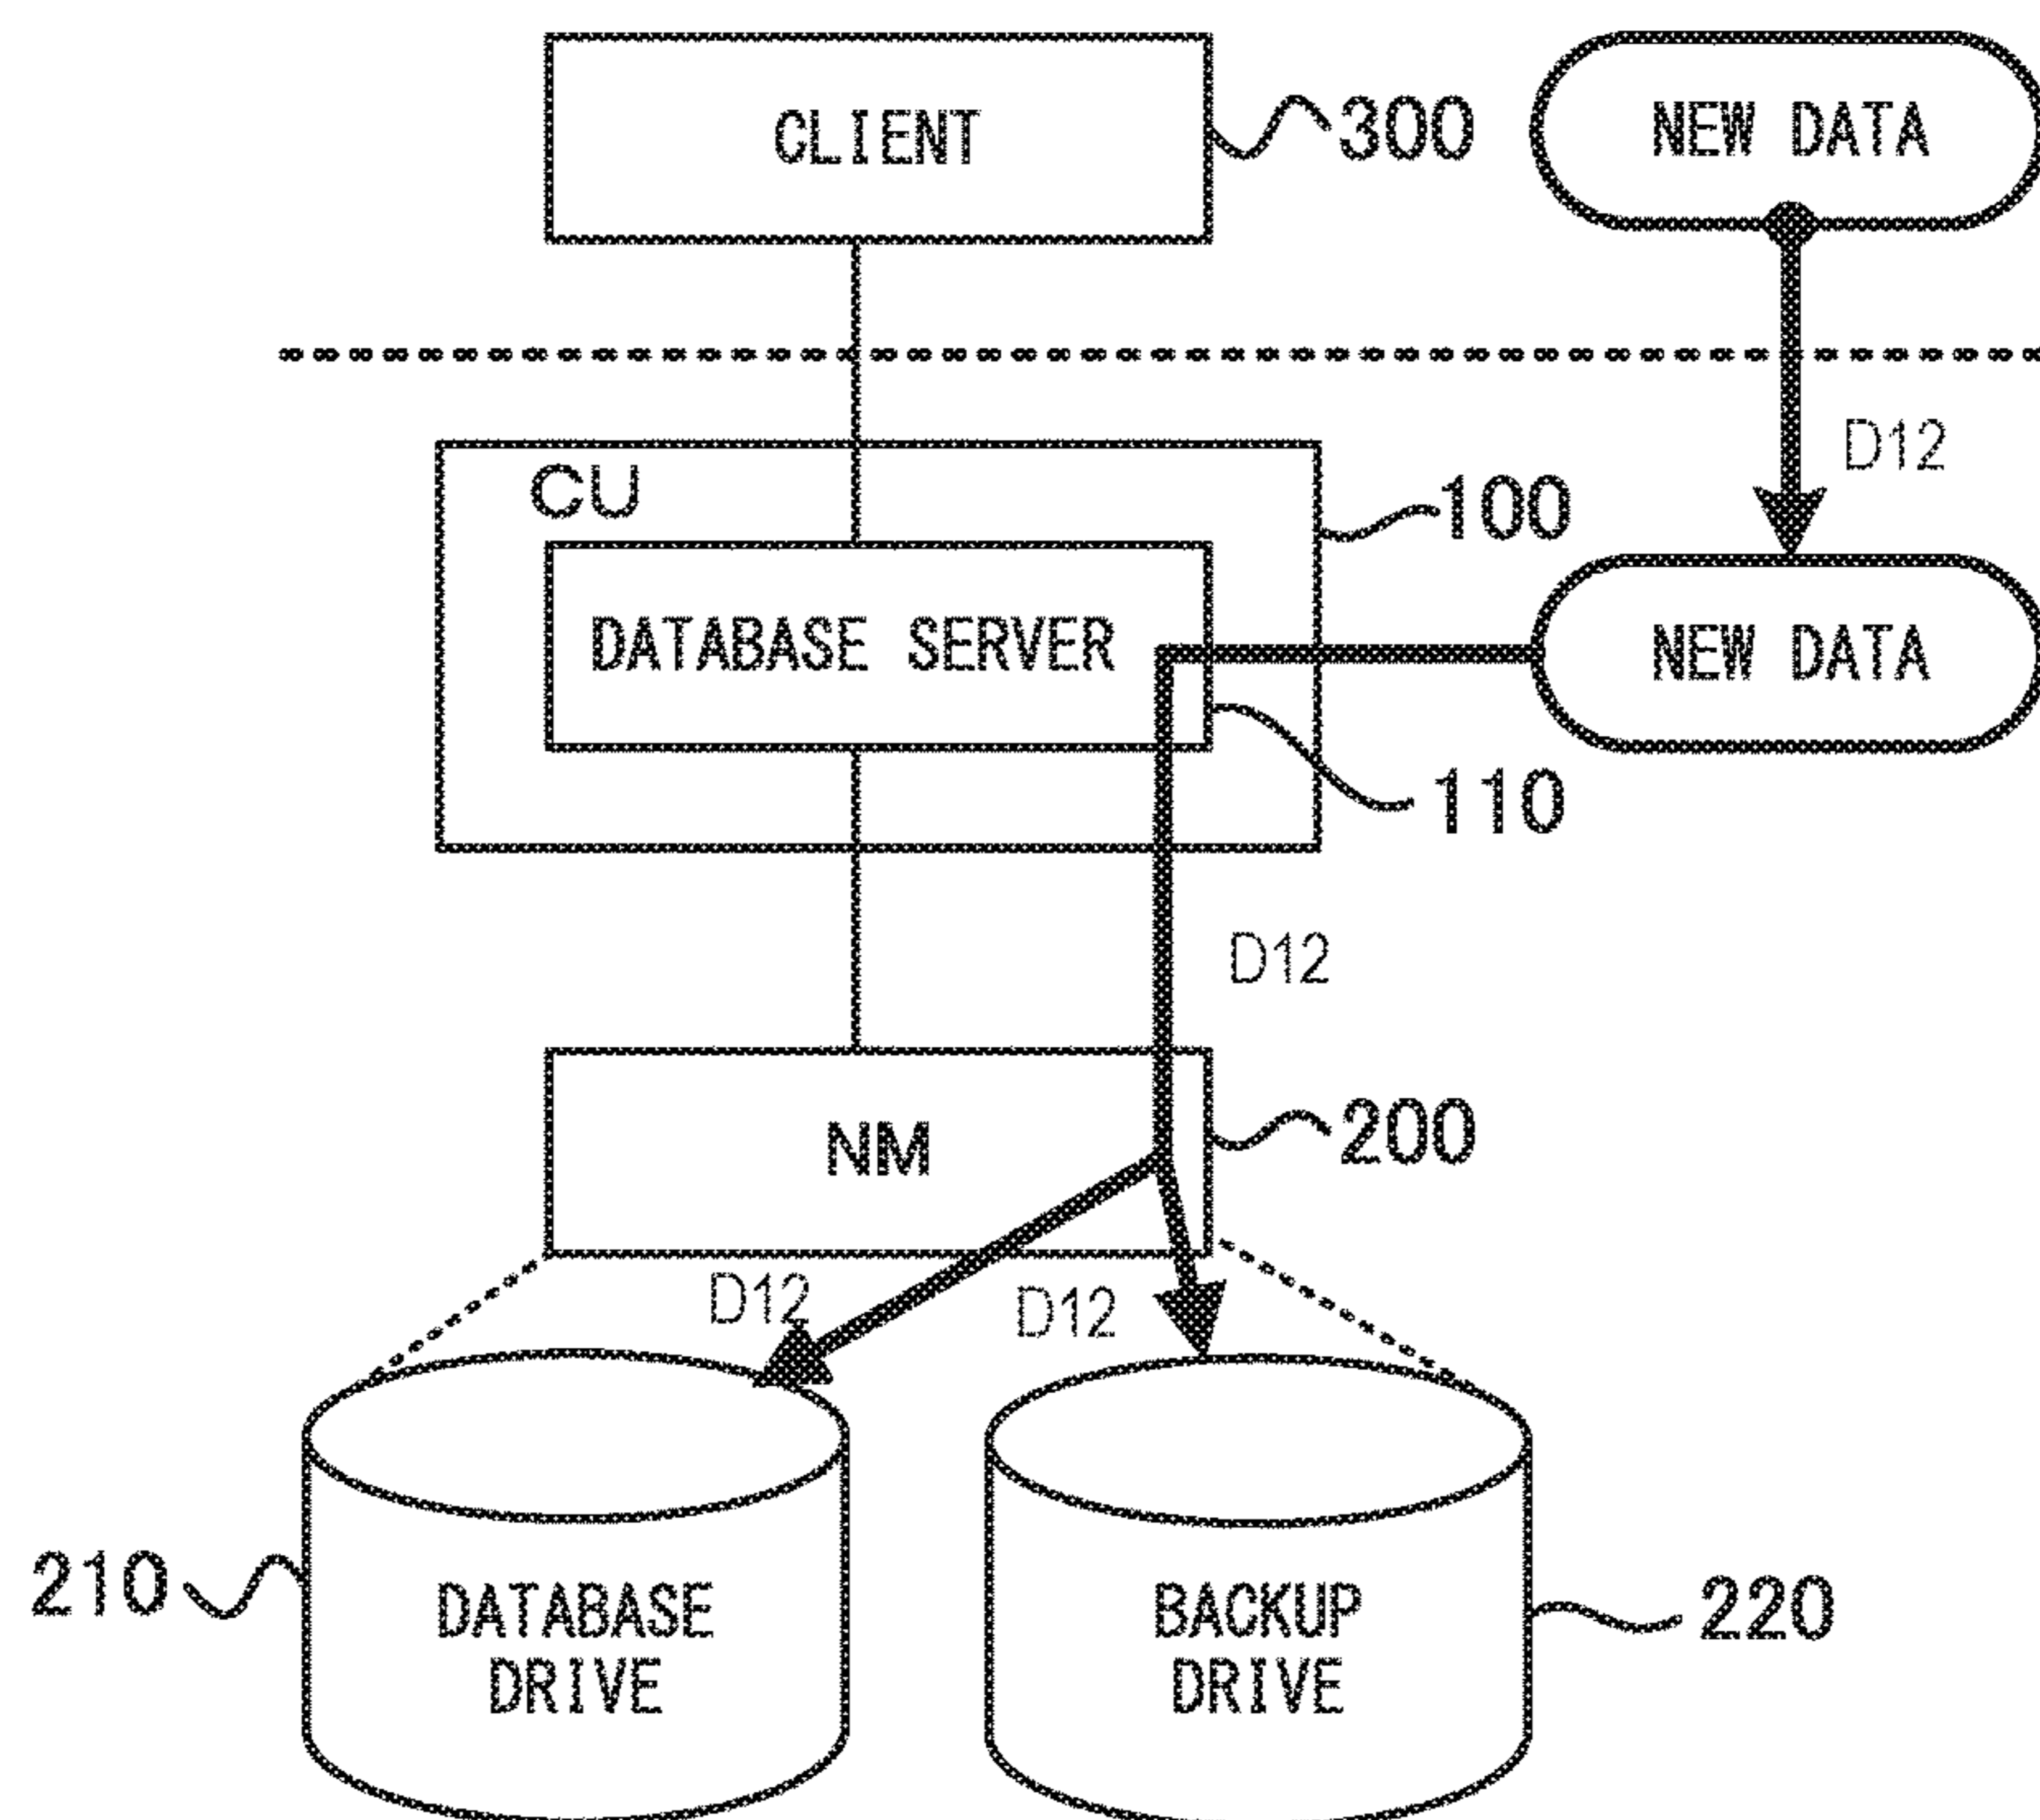 CLIENT
300
NEW DATA
D12
CU
100
DATABASE SERVER
NEW DATA
110
D12
NM
200
D12
D12
210
DATABASE
DRIVE
BACKUP
DRIVE
220